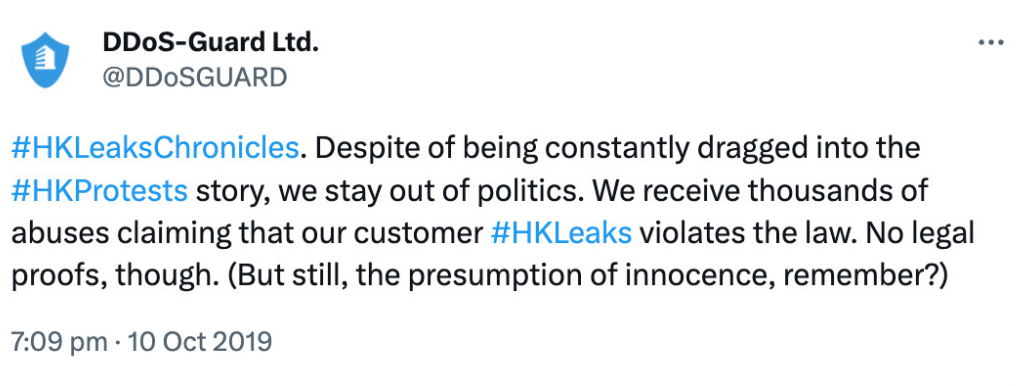 DDoS-Guard Ltd.
@DDoSGUARD
#HKLeaksChronicles. Despite of being constantly dragged into the
#HKProtests story, we stay out of politics. We receive thousands of
abuses claiming that our customer #HKLeaks violates the law. No legal
proofs, though. (But still, the presumption of innocence, remember?)
7:09 pm · 10 Oct 2019